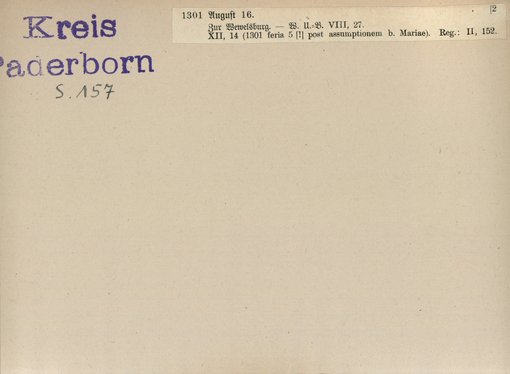 Kreis
Paderborn
S. 157
1301 August 16. [2
Zur Wewelsburg. — W. U.-B. VIII, 27.
XII, 14 (1301 feria 5 [!] post assumptionem b. Mariae). Reg.: II, 152.